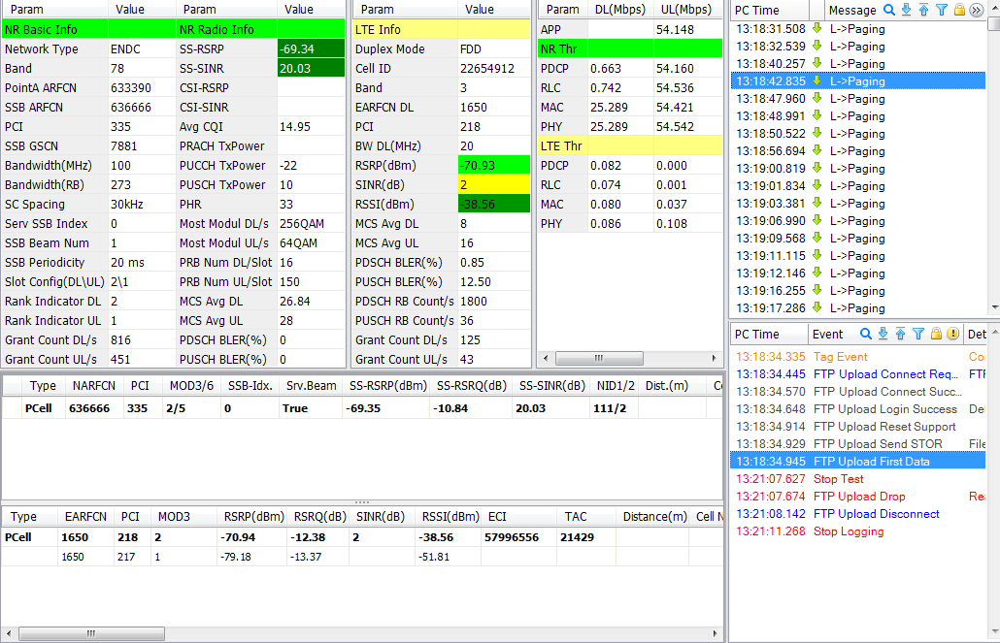 Param Value Param Value
NR Basic Info NR Radio Info
Network Type ENDC SS-RSRP -69.34
Band 78 SS-SINR 20.03
PointA ARFCN 633390 CSI-RSRP
SSB ARFCN 636666 CSI-SINR
PCI 335 Avg CQI 14.95
SSB GSCN 7881 PRACH TxPower
Bandwidth(MHz) 100 PUCCH TxPower -22
Bandwidth(RB) 273 PUSCH TxPower 10
SC Spacing 30kHz PHR 33
Serv SSB Index 0 Most Modul DL/s 256QAM
SSB Beam Num 1 Most Modul UL/s 64QAM
SSB Periodicity 20 ms PRB Num DL/Slot 16
Slot Config(DL\UL) 2\1 PRB Num UL/Slot 150
Rank Indicator DL 2 MCS Avg DL 26.84
Rank Indicator UL 1 MCS Avg UL 28
Grant Count DL/s 816 PDSCH BLER(%) 0
Grant Count UL/s 451 PUSCH BLER(%) 0
Param Value
LTE Info
Duplex Mode FDD
Cell ID 22654912
Band 3
EARFCN DL 1650
PCI 218
BW DL(MHz) 20
RSRP(dBm) -70.93
SINR(dB) 2
RSSI(dBm) -38.56
MCS Avg DL 8
MCS Avg UL 16
PDSCH BLER(%) 0.85
PUSCH BLER(%) 12.50
PDSCH RB Count/s 1800
PUSCH RB Count/s 36
Grant Count DL/s 125
Grant Count UL/s 43
Param DL(Mbps) UL(Mbps)
APP 54.148
NR Thr
PDCP 0.663 54.160
RLC 0.742 54.536
MAC 25.289 54.421
PHY 25.289 54.542
LTE Thr
PDCP 0.082 0.000
RLC 0.074 0.001
MAC 0.080 0.037
PHY 0.086 0.108
PC Time Message
13:18:31.508 L->Paging
13:18:32.539 L->Paging
13:18:40.257 L->Paging
13:18:42.835 L->Paging
13:18:47.960 L->Paging
13:18:48.991 L->Paging
13:18:50.522 L->Paging
13:18:56.694 L->Paging
13:19:00.819 L->Paging
13:19:01.834 L->Paging
13:19:03.381 L->Paging
13:19:06.990 L->Paging
13:19:09.568 L->Paging
13:19:11.115 L->Paging
13:19:12.146 L->Paging
13:19:16.255 L->Paging
13:19:17.286 L->Paging
PC Time Event Det
13:18:34.335 Tag Event Co
13:18:34.445 FTP Upload Connect Req... FTF
13:18:34.570 FTP Upload Connect Succ...
13:18:34.648 FTP Upload Login Success Del
13:18:34.914 FTP Upload Reset Support
13:18:34.929 FTP Upload Send STOR File
13:18:34.945 FTP Upload First Data
13:21:07.627 Stop Test
13:21:07.674 FTP Upload Drop Rea
13:21:08.142 FTP Upload Disconnect
13:21:11.268 Stop Logging
Type NARFCN PCI MOD3/6 SSB-Idx. Srv.Beam SS-RSRP(dBm) SS-RSRQ(dB) SS-SINR(dB) NID1/2 Dist.(m) Ce
PCell 636666 335 2/5 0 True -69.35 -10.84 20.03 111/2
Type EARFCN PCI MOD3 RSRP(dBm) RSRQ(dB) SINR(dB) RSSI(dBm) ECI TAC Distance(m) Cell N
PCell 1650 218 2 -70.94 -12.38 2 -38.56 57996556 21429
1650 217 1 -79.18 -13.37 -51.81